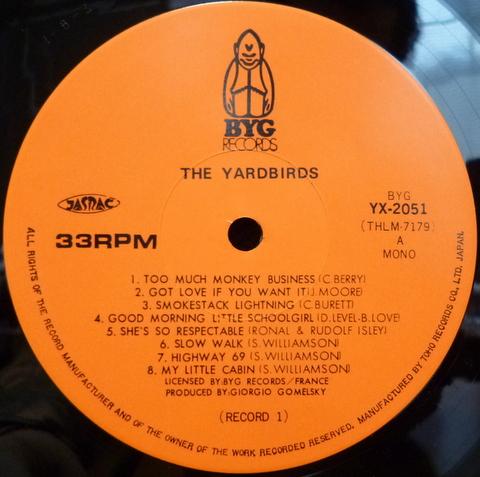 1-8-3
BYG
RECORDS
THE YARDBIRDS
JASRAC
33RPM
BYG
YX-2051
(THLM-7179)
A
MONO
1. TOO MUCH MONKEY BUSINESS (C. BERRY)
2. GOT LOVE IF YOU WANT IT (J. MOORE)
3. SMOKESTACK LIGHTNING (C. BURETT)
4. GOOD MORNING LITTLE SCHOOLGIRL (D. LEVEL-B. LOVE)
5. SHE'S SO RESPECTABLE (RONAL & RUDOLF ISLEY)
6. SLOW WALK (S. WILLIAMSON)
7. HIGHWAY 69 (S. WILLIAMSON)
8. MY LITTLE CABIN (S. WILLIAMSON)
LICENSED BY: BYG RECORDS/FRANCE
PRODUCED BY: GIORGIO GOMELSKY
(RECORD 1)
ALL RIGHTS OF THE RECORD MANUFACTURER AND OF THE OWNER OF THE WORK RECORDED RESERVED. MANUFACTURED BY TOHO RECORDS CO., LTD. JAPAN.